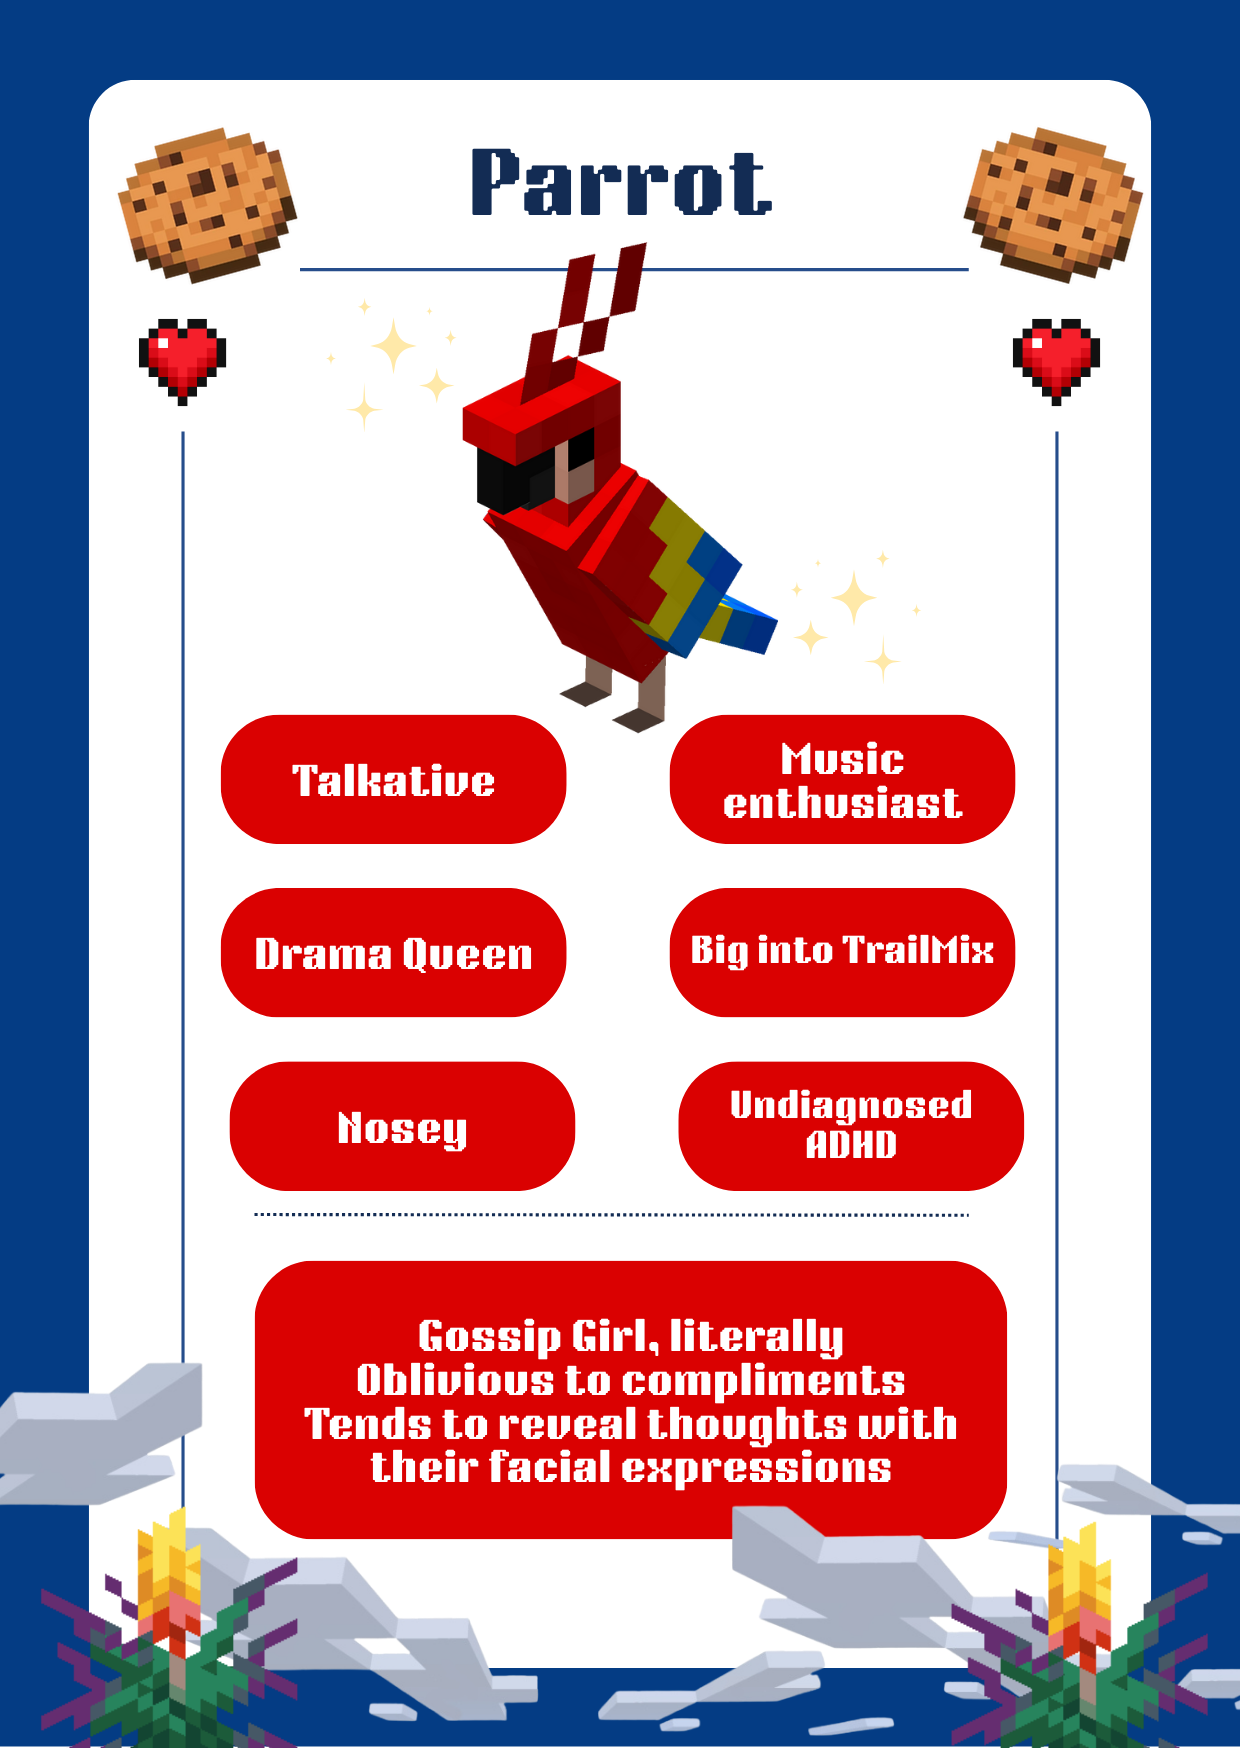 Parrot
Talkative
Music
enthusiast
Drama Queen
Big into TrailMix
Nosey
Undiagnosed
ADHD
Gossip Girl, literally
Oblivious to compliments
Tends to reveal thoughts with
their facial expressions